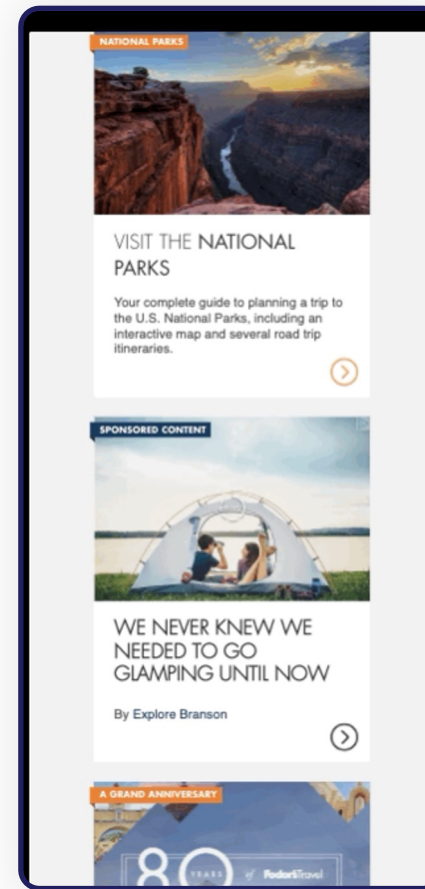 NATIONAL PARKS
VISIT THE NATIONAL
PARKS
Your complete guide to planning a trip to
the U.S. National Parks, including an
interactive map and several road trip
itineraries.
SPONSORED CONTENT
WE NEVER KNEW WE
NEEDED TO GO
GLAMPING UNTIL NOW
By Explore Branson
A GRAND ANNIVERSARY
80 YEARS of FodorsTravel